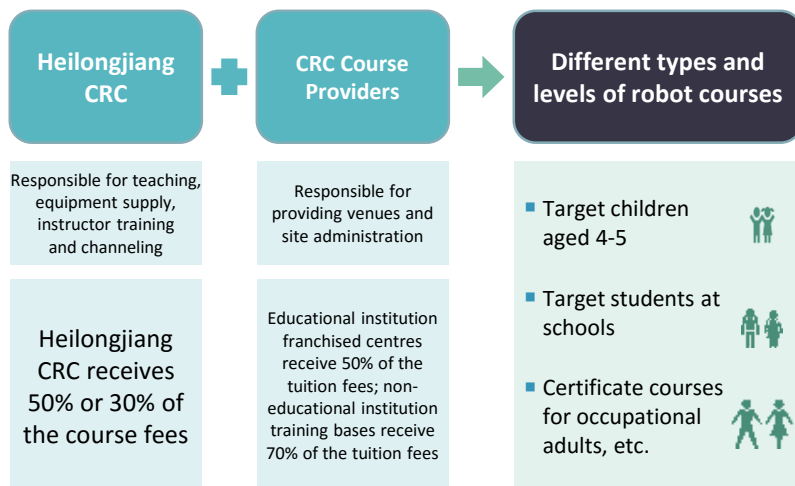 Heilongjiang
CRC
CRC Course
Providers
Different types and
levels of robot courses
Responsible for teaching,
equipment supply,
instructor training
and channeling
Responsible for
providing venues and
site administration
Heilongjiang
CRC receives
50% or 30% of
the course fees
Educational institution
franchised centres
receive 50% of the
tuition fees; non-
educational institution
training bases receive
70% of the tuition fees
Target children
aged 4-5
Target students at
schools
Certificate courses
for occupational
adults, etc.